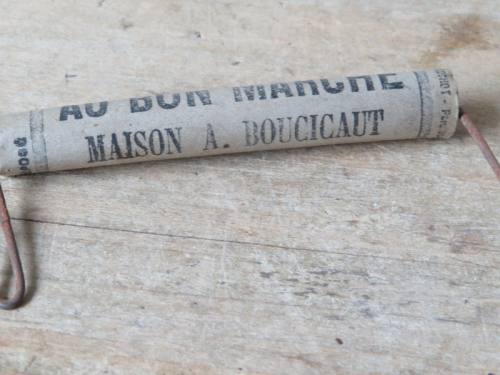 AU BON MARCHE
MAISON A. BOUCICAUT